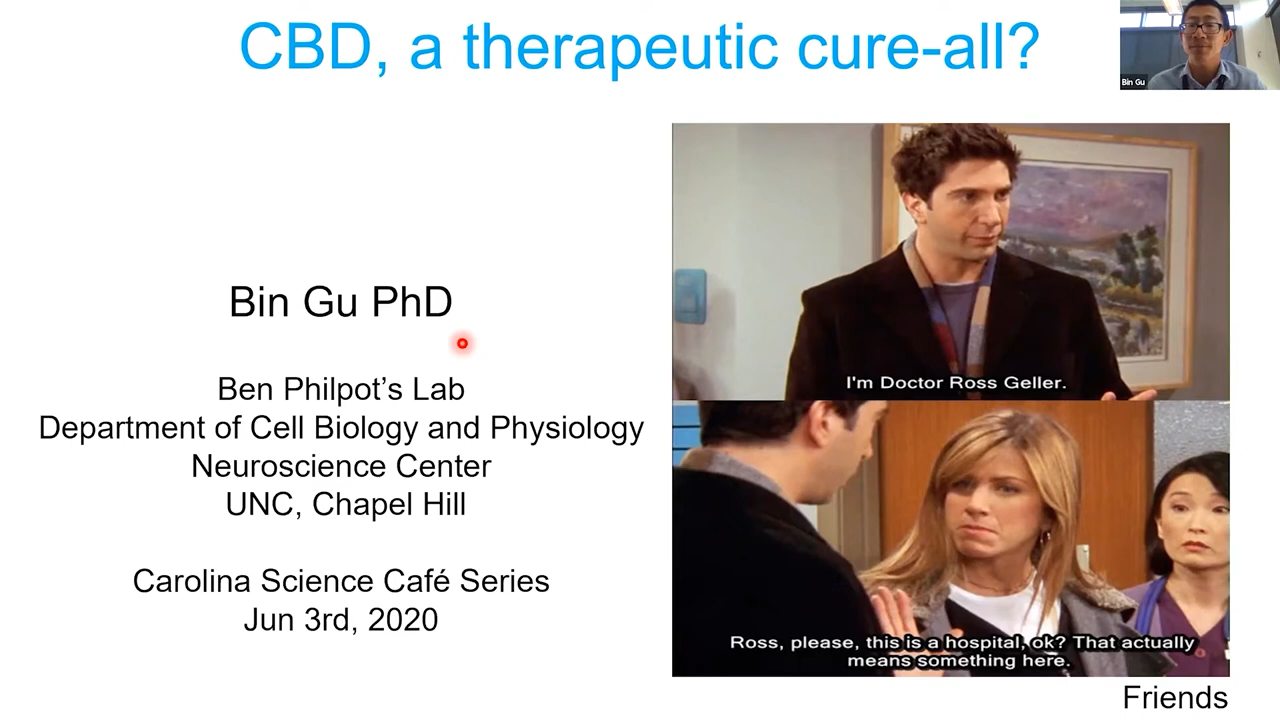 CBD, a therapeutic cure-all?
Bin Gu
Bin Gu PhD
Ben Philpot’s Lab
Department of Cell Biology and Physiology
Neuroscience Center
UNC, Chapel Hill
Carolina Science Café Series
Jun 3rd, 2020
I'm Doctor Ross Geller.
Ross, please, this is a hospital, ok? That actually
means something here.
Friends